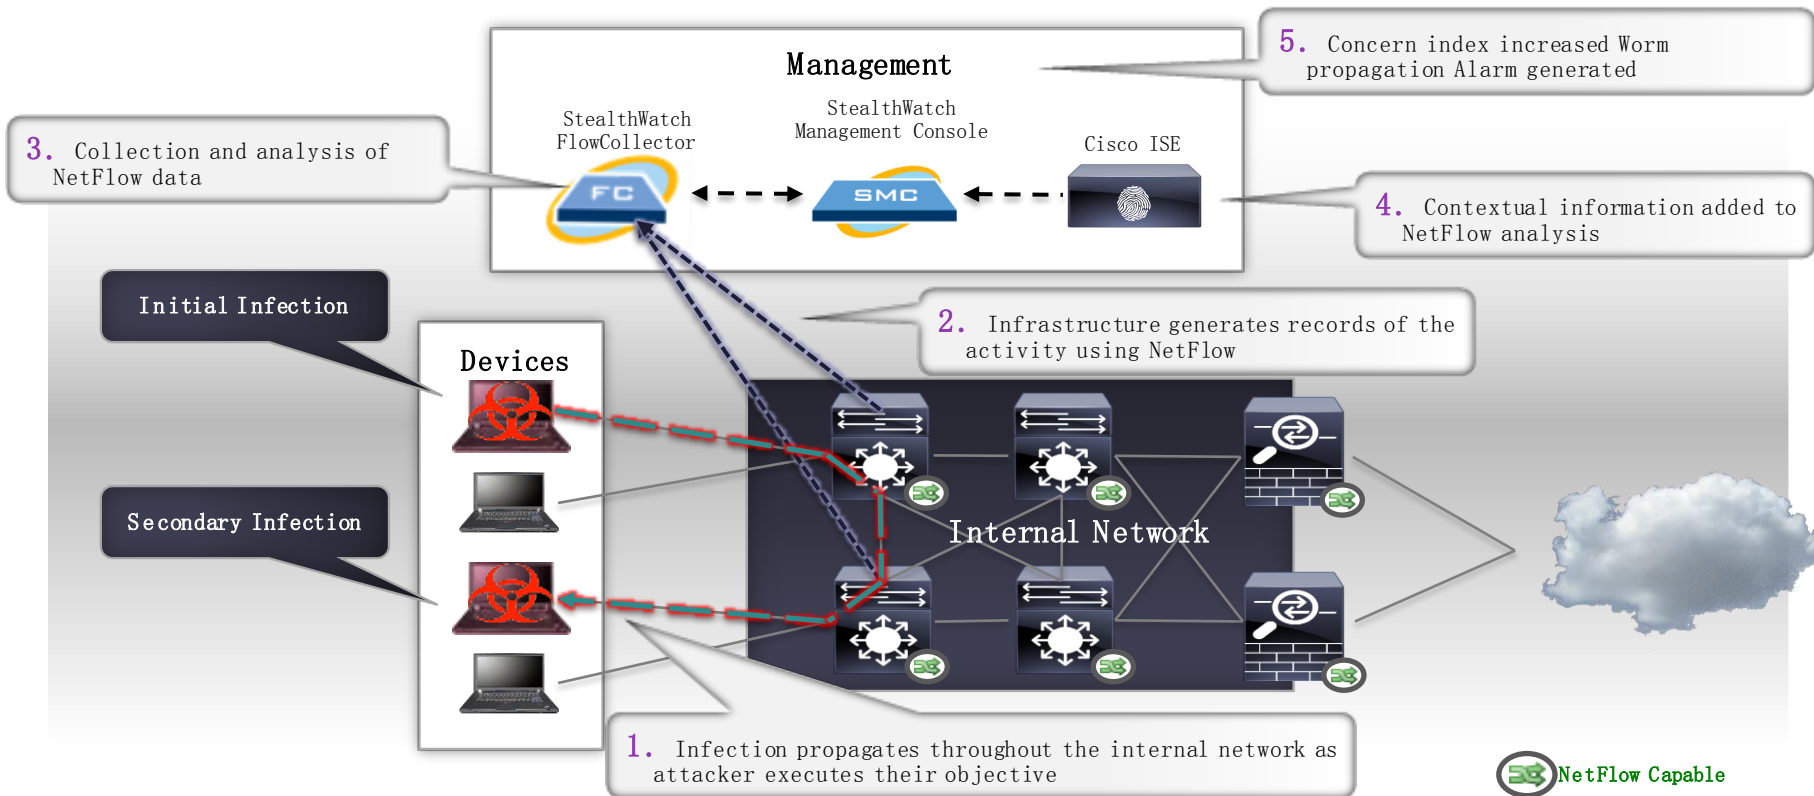 5. Concern index increased Worm
propagation Alarm generated
Management
StealthWatch
FlowCollector
StealthWatch
Management Console
Cisco ISE
3. Collection and analysis of
NetFlow data
FC
SMC
4. Contextual information added to
NetFlow analysis
Initial Infection
2. Infrastructure generates records of the
activity using NetFlow
Devices
Secondary Infection
Internal Network
1. Infection propagates throughout the internal network as
attacker executes their objective
NetFlow Capable